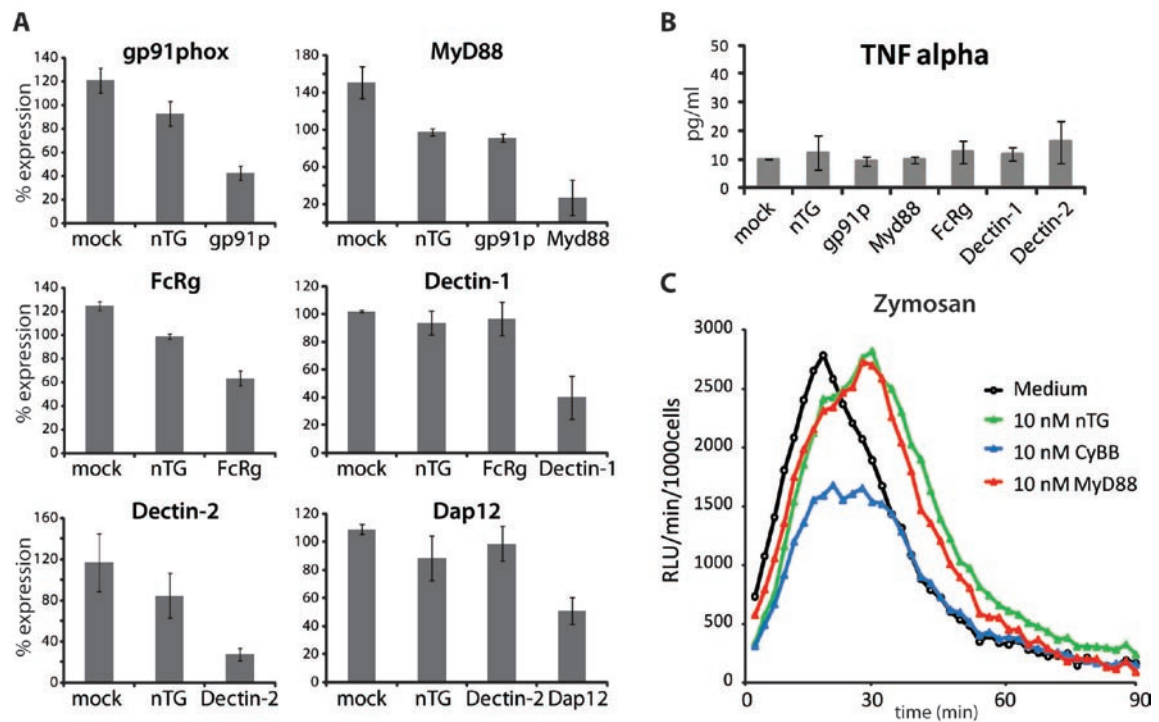 A
gp91phox
% expression
140
120
100
80
60
40
20
0
mock nTG gp91p
MyD88
180
140
100
60
20
mock nTG gp91p Myd88
FcRg
% expression
140
120
100
80
60
40
20
0
mock nTG FcRg
Dectin-1
120
100
80
60
40
20
0
mock nTG FcRg Dectin-1
Dectin-2
% expression
160
120
80
40
0
mock nTG Dectin-2
Dap12
120
100
80
60
40
20
0
mock nTG Dectin-2 Dap12
B
TNF alpha
pg/ml
50
40
30
20
10
0
mock
nTG
gp91p
Myd88
FcRg
Dectin-1
Dectin-2
C
Zymosan
RLU/min/1000cells
3000
2500
2000
1500
1000
500
0
Medium
10 nM nTG
10 nM CyBB
10 nM MyD88
0 30 60 90
time (min)